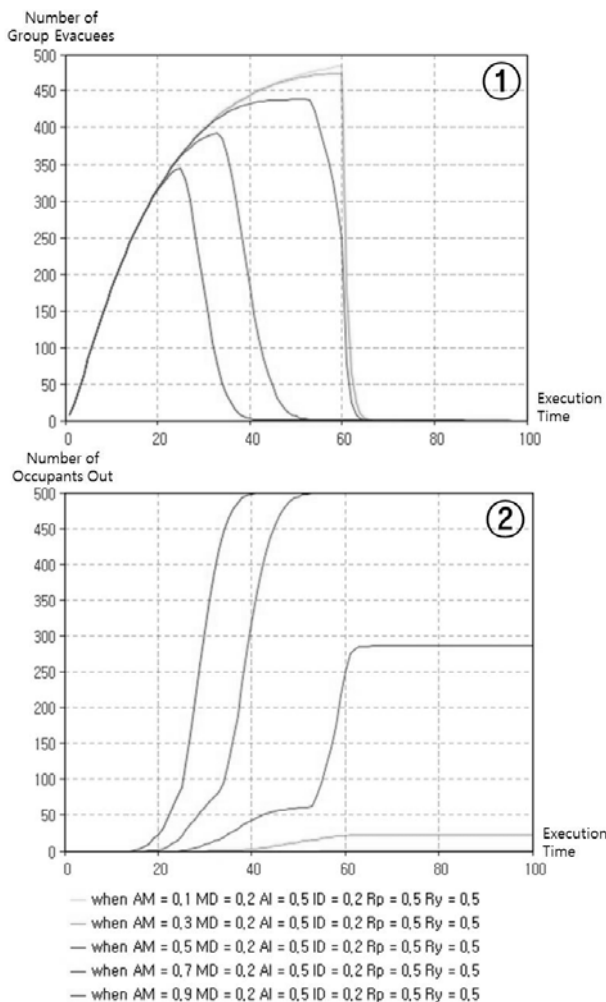 Number of
Group Evacuees
①
500
450
400
350
300
250
200
150
100
50
0
0 20 40 60 80 100
Execution
Time
Number of
Occupants Out
②
500
450
400
350
300
250
200
150
100
50
0
0 20 40 60 80 100
Execution
Time
when AM = 0,1 MD = 0,2 AI = 0,5 ID = 0,2 Rp = 0,5 Ry = 0,5
when AM = 0,3 MD = 0,2 AI = 0,5 ID = 0,2 Rp = 0,5 Ry = 0,5
when AM = 0,5 MD = 0,2 AI = 0,5 ID = 0,2 Rp = 0,5 Ry = 0,5
when AM = 0,7 MD = 0,2 AI = 0,5 ID = 0,2 Rp = 0,5 Ry = 0,5
when AM = 0,9 MD = 0,2 AI = 0,5 ID = 0,2 Rp = 0,5 Ry = 0,5